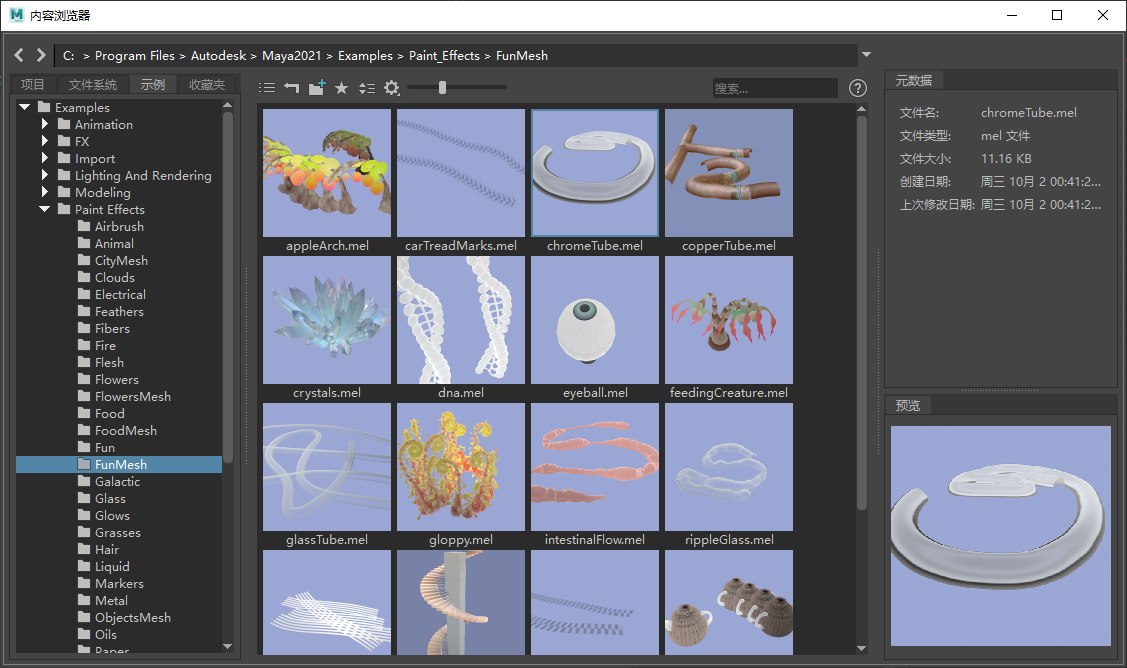 内容浏览器
C: > Program Files > Autodesk > Maya2021 > Examples > Paint_Effects > FunMesh
项目 文件系统 示例 收藏夹
搜索...
Examples
Animation
FX
Import
Lighting And Rendering
Modeling
Paint Effects
Airbrush
Animal
CityMesh
Clouds
Electrical
Feathers
Fibers
Fire
Flesh
Flowers
FlowersMesh
Food
FoodMesh
Fun
FunMesh
Galactic
Glass
Glows
Grasses
Hair
Liquid
Markers
Metal
ObjectsMesh
Oils
Paper
appleArch.mel carTreadMarks.mel chromeTube.mel copperTube.mel
crystals.mel dna.mel eyeball.mel feedingCreature.mel
glassTube.mel gloppy.mel intestinalFlow.mel rippleGlass.mel
元数据
文件名: chromeTube.mel
文件类型: mel 文件
文件大小: 11.16 KB
创建日期: 周三 10月 2 00:41:2...
上次修改日期: 周三 10月 2 00:41:2...
预览